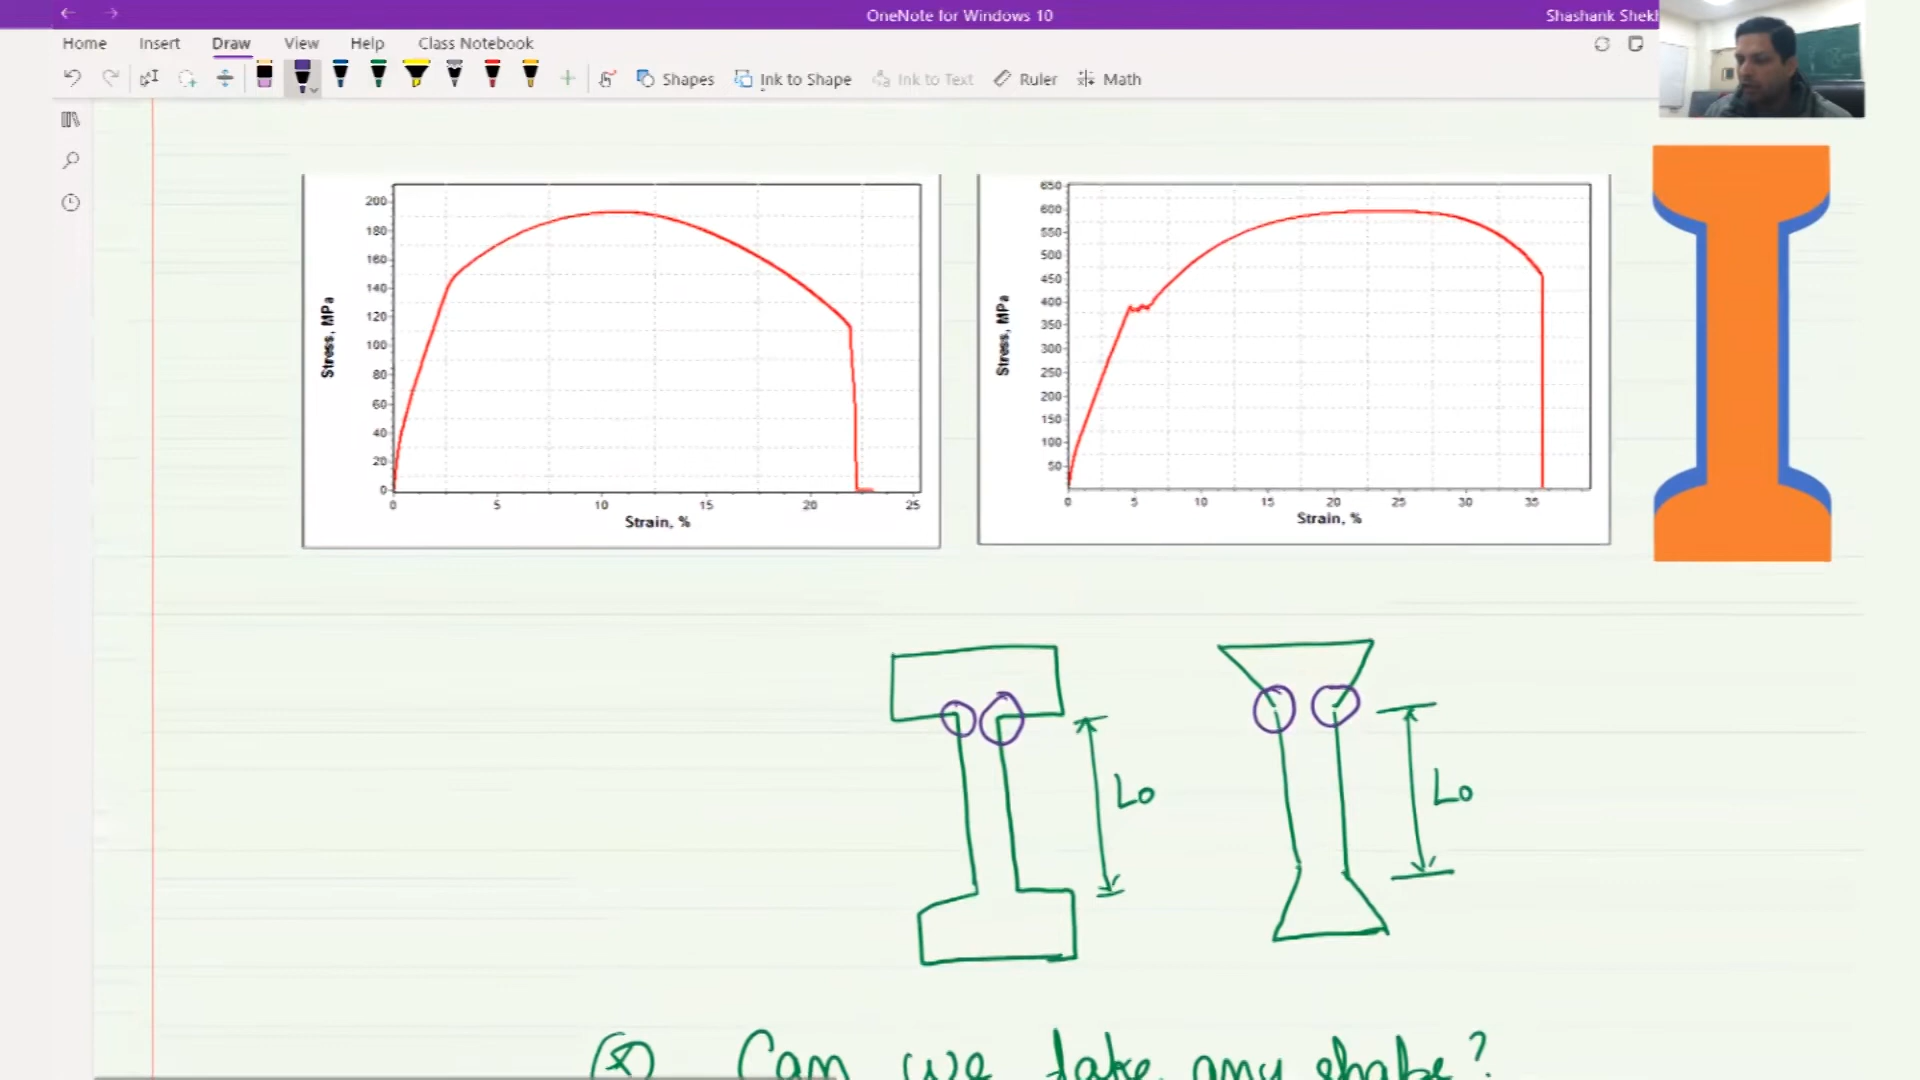 OneNote for Windows 10
Shashank Shekh
Home Insert Draw View Help Class Notebook
Shapes Ink to Shape Ink to Text Ruler Math
Stress, MPa
200
180
160
140
120
100
80
60
40
20
0
0 5 10 15 20 25
Strain, %
Stress, MPa
650
600
550
500
450
400
350
300
250
200
150
100
50
0 5 10 15 20 25 30 35
Strain, %
Lo
Lo
Can we take any shape?